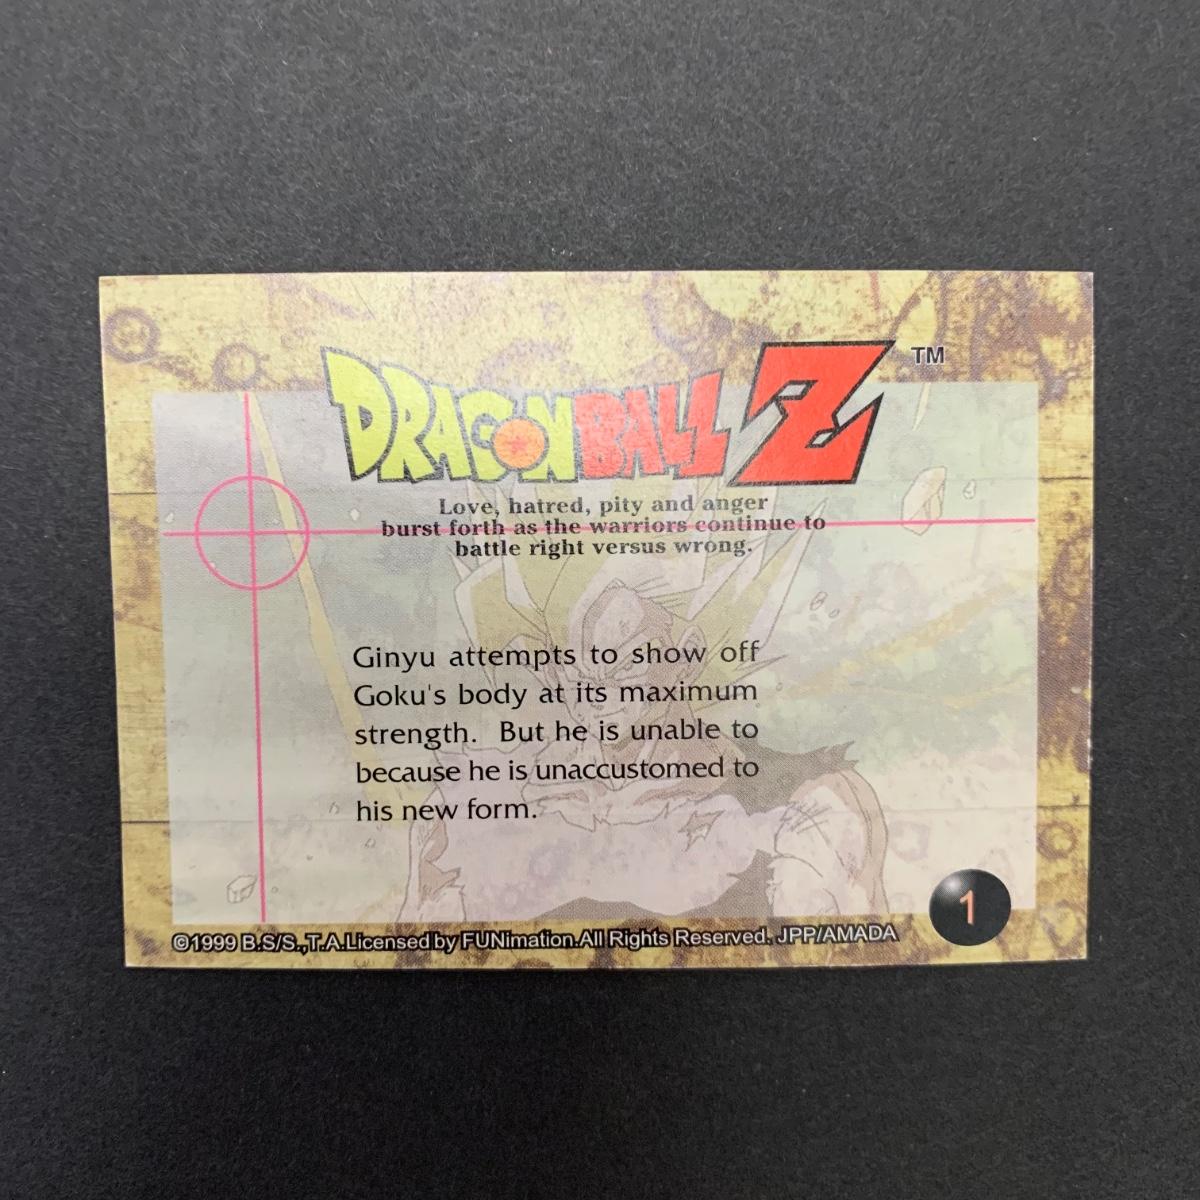 DRAGONBALL Z TM
Love, hatred, pity and anger
burst forth as the warriors continue to
battle right versus wrong.
Ginyu attempts to show off
Goku's body at its maximum
strength. But he is unable to
because he is unaccustomed to
his new form.
1
©1999 B.S/S.,T.A.Licensed by FUNimation.All Rights Reserved. JPP/AMADA